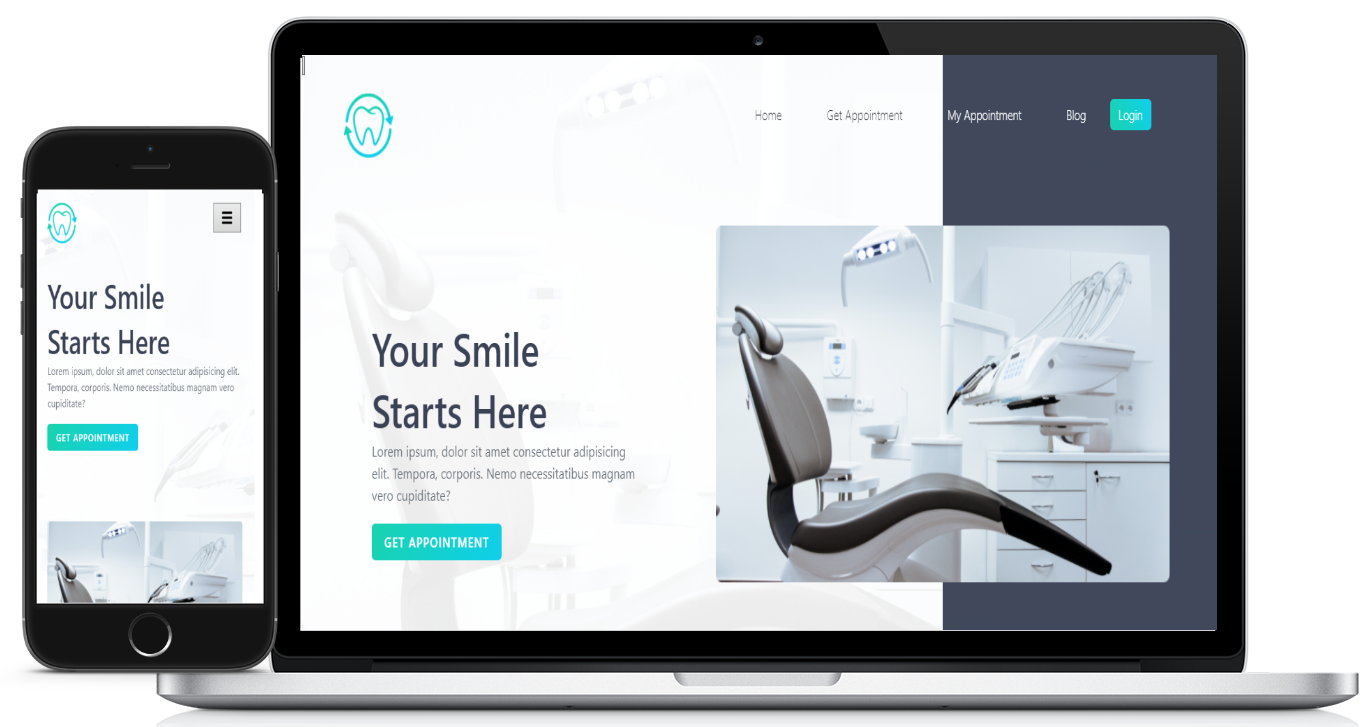 Home Get Appointment My Appointment Blog Login
Your Smile
Starts Here
Lorem ipsum, dolor sit amet consectetur adipisicing
elit. Tempora, corporis. Nemo necessitatibus magnam
vero cupiditate?
GET APPOINTMENT
Your Smile
Starts Here
Lorem ipsum, dolor sit amet consectetur adipisicing elit.
Tempora, corporis. Nemo necessitatibus magnam vero
cupiditate?
GET APPOINTMENT